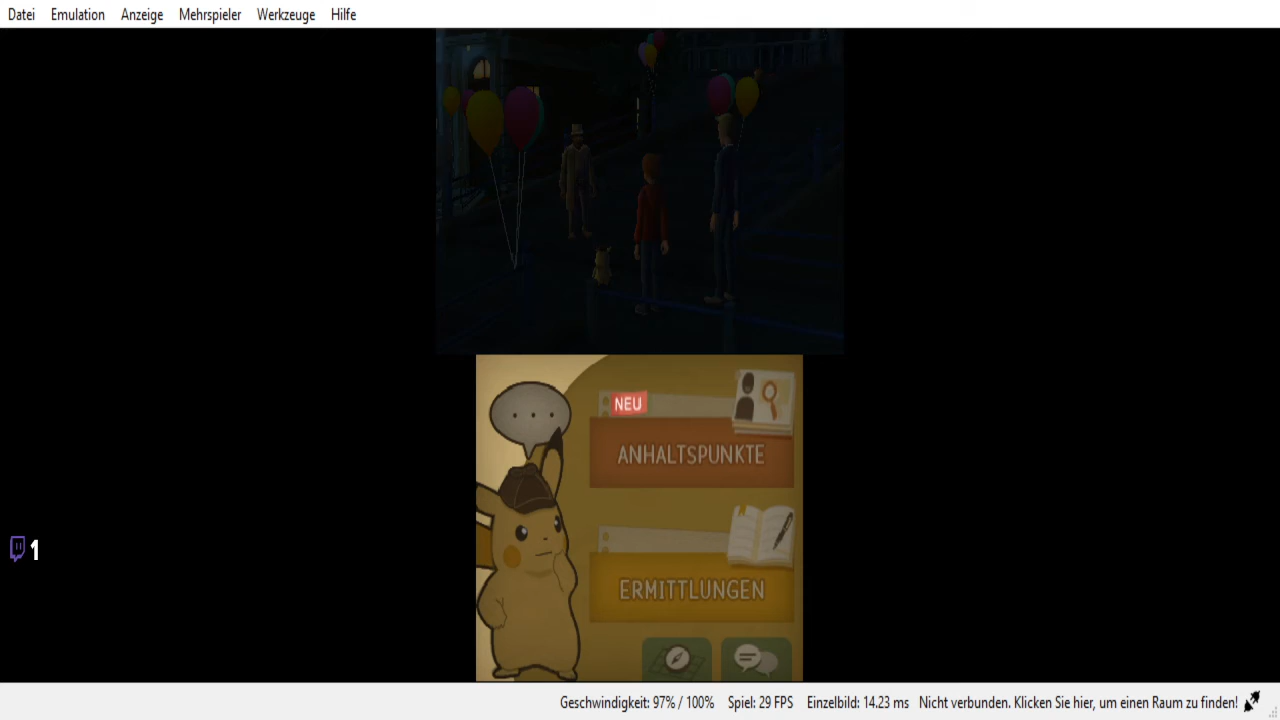 Datei Emulation Anzeige Mehrspieler Werkzeuge Hilfe
NEU
ANHALTSPUNKTE
ERMITTLUNGEN
1
Geschwindigkeit: 97% / 100% Spiel: 29 FPS Einzelbild: 14.23 ms Nicht verbunden. Klicken Sie hier, um einen Raum zu finden!